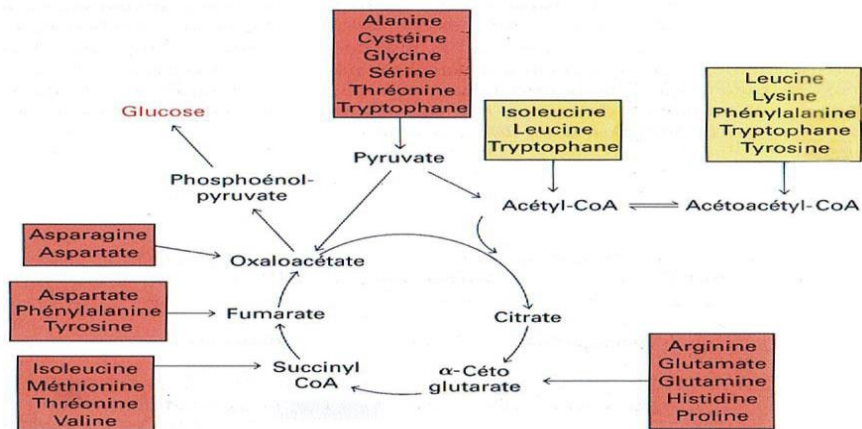 Alanine
Cystéine
Glycine
Sérine
Thréonine
Tryptophane
Leucine
Lysine
Phénylalanine
Tryptophane
Tyrosine
Isoleucine
Leucine
Tryptophane
Glucose
Pyruvate
Phosphoénol-
pyruvate
Acétyl-CoA
Acétoacétyl-CoA
Asparagine
Aspartate
Oxaloacétate
Aspartate
Phénylalanine
Tyrosine
Fumarate
Citrate
Isoleucine
Méthionine
Thréonine
Valine
Succinyl
CoA
α-Céto
glutarate
Arginine
Glutamate
Glutamine
Histidine
Proline